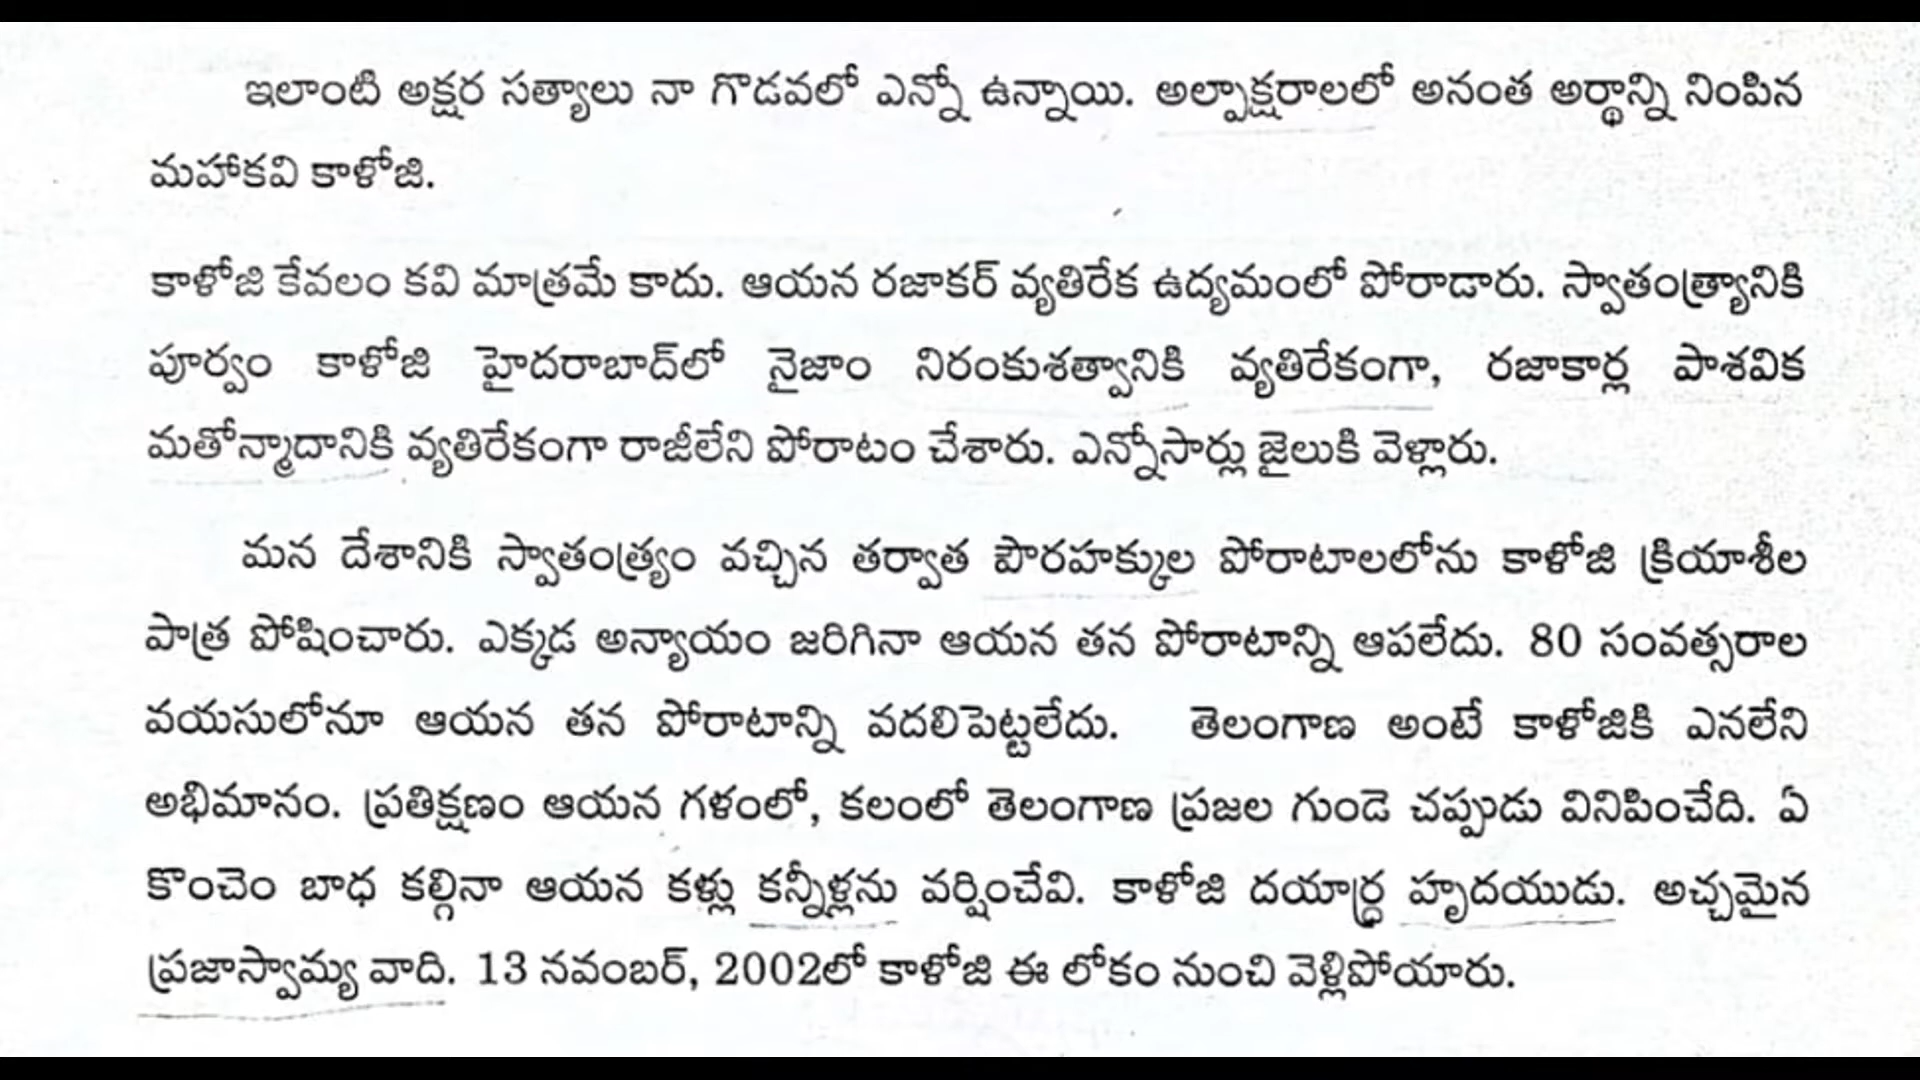 ఇలాంటి అక్షర సత్యాలు నా గొడవలో ఎన్నో ఉన్నాయి. అల్పాక్షరాలలో అనంత అర్థాన్ని నింపిన
మహాకవి కాళోజి.
కాళోజి కేవలం కవి మాత్రమే కాదు. ఆయన రజాకర్ వ్యతిరేక ఉద్యమంలో పోరాడారు. స్వాతంత్ర్యానికి
పూర్వం కాళోజి హైదరాబాద్‌లో నైజాం నిరంకుశత్వానికి వ్యతిరేకంగా, రజాకార్ల పాశవిక
మతోన్మాదానికి వ్యతిరేకంగా రాజీలేని పోరాటం చేశారు. ఎన్నోసార్లు జైలుకి వెళ్లారు.
మన దేశానికి స్వాతంత్ర్యం వచ్చిన తర్వాత పౌరహక్కుల పోరాటాలలోను కాళోజి క్రియాశీల
పాత్ర పోషించారు. ఎక్కడ అన్యాయం జరిగినా ఆయన తన పోరాటాన్ని ఆపలేదు. 80 సంవత్సరాల
వయసులోనూ ఆయన తన పోరాటాన్ని వదలిపెట్టలేదు. తెలంగాణ అంటే కాళోజికి ఎనలేని
అభిమానం. ప్రతిక్షణం ఆయన గళంలో, కలంలో తెలంగాణ ప్రజల గుండె చప్పుడు వినిపించేది. ఏ
కొంచెం బాధ కల్గినా ఆయన కళ్లు కన్నీళ్లను వర్షించేవి. కాళోజి దయార్ద్ర హృదయుడు. అచ్చమైన
ప్రజాస్వామ్య వాది. 13 నవంబర్, 2002లో కాళోజి ఈ లోకం నుంచి వెళ్లిపోయారు.